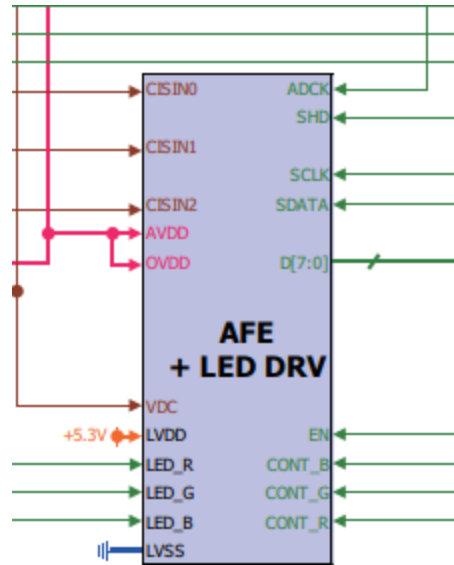 CISIN0 ADCK
SHD
CISIN1
SCLK
CISIN2 SDATA
AVDD
OVDD D[7:0]
AFE
+ LED DRV
VDC
+5.3V LVDD EN
LED_R CONT_B
LED_G CONT_G
LED_B CONT_R
LVSS